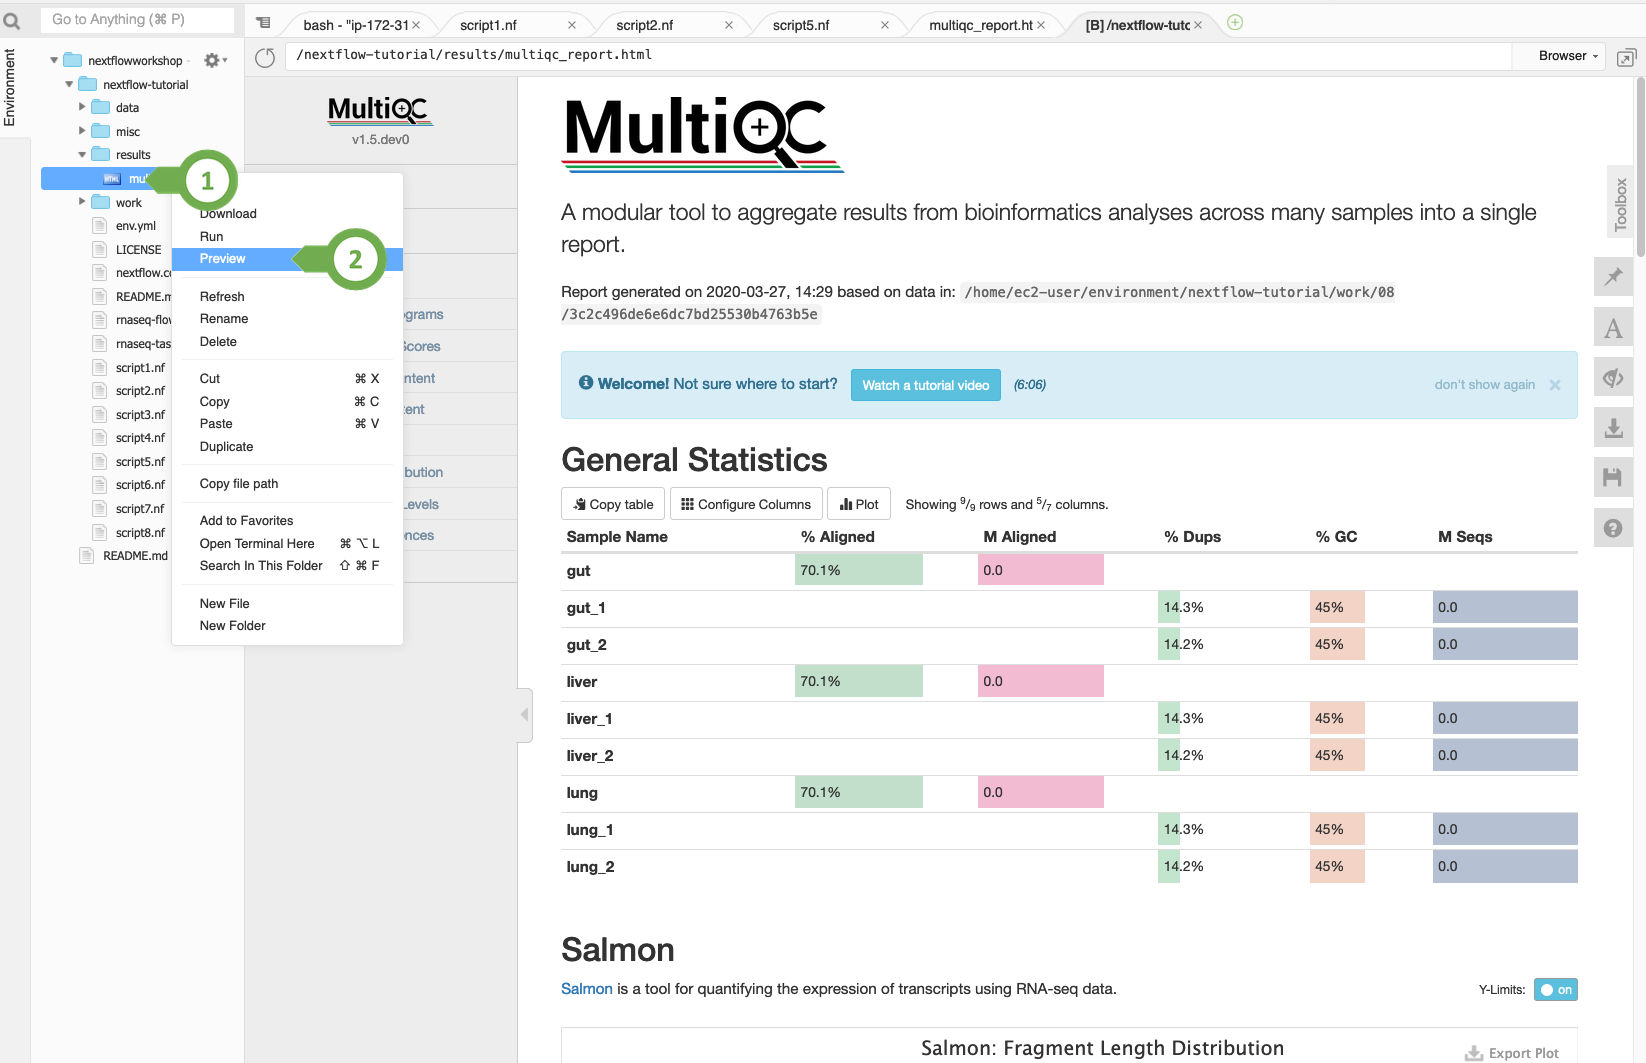 Go to Anything (⌘ P)
bash - "ip-172-31 ×
script1.nf ×
script2.nf ×
script5.nf ×
multiqc_report.ht ×
[B] /nextflow-tutc ×
/nextflow-tutorial/results/multiqc_report.html
Browser
Environment
nextflowworkshop -
nextflow-tutorial
data
misc
results
HTML mul
work
env.yml
LICENSE
nextflow.co
README.m
rnaseq-flow
rnaseq-tas
script1.nf
script2.nf
script3.nf
script4.nf
script5.nf
script6.nf
script7.nf
script8.nf
README.md
1
Download
Run
Preview
2
Refresh
Rename
Delete
Cut ⌘ X
Copy ⌘ C
Paste ⌘ V
Duplicate
Copy file path
Add to Favorites
Open Terminal Here ⌘ ⌥ L
Search In This Folder ⇧ ⌘ F
New File
New Folder
MultiQC
v1.5.dev0
ograms
Scores
ntent
tent
bution
Levels
nces
MultiQC
A modular tool to aggregate results from bioinformatics analyses across many samples into a single
report.
Report generated on 2020-03-27, 14:29 based on data in: /home/ec2-user/environment/nextflow-tutorial/work/08
/3c2c496de6e6dc7bd25530b4763b5e
Welcome! Not sure where to start? Watch a tutorial video (6:06) don't show again ×
General Statistics
Copy table Configure Columns Plot Showing 9/9 rows and 5/7 columns.
Sample Name % Aligned M Aligned % Dups % GC M Seqs
gut 70.1% 0.0
gut_1 14.3% 45% 0.0
gut_2 14.2% 45% 0.0
liver 70.1% 0.0
liver_1 14.3% 45% 0.0
liver_2 14.2% 45% 0.0
lung 70.1% 0.0
lung_1 14.3% 45% 0.0
lung_2 14.2% 45% 0.0
Salmon
Salmon is a tool for quantifying the expression of transcripts using RNA-seq data.
Y-Limits: on
Salmon: Fragment Length Distribution
Export Plot
Toolbox
A